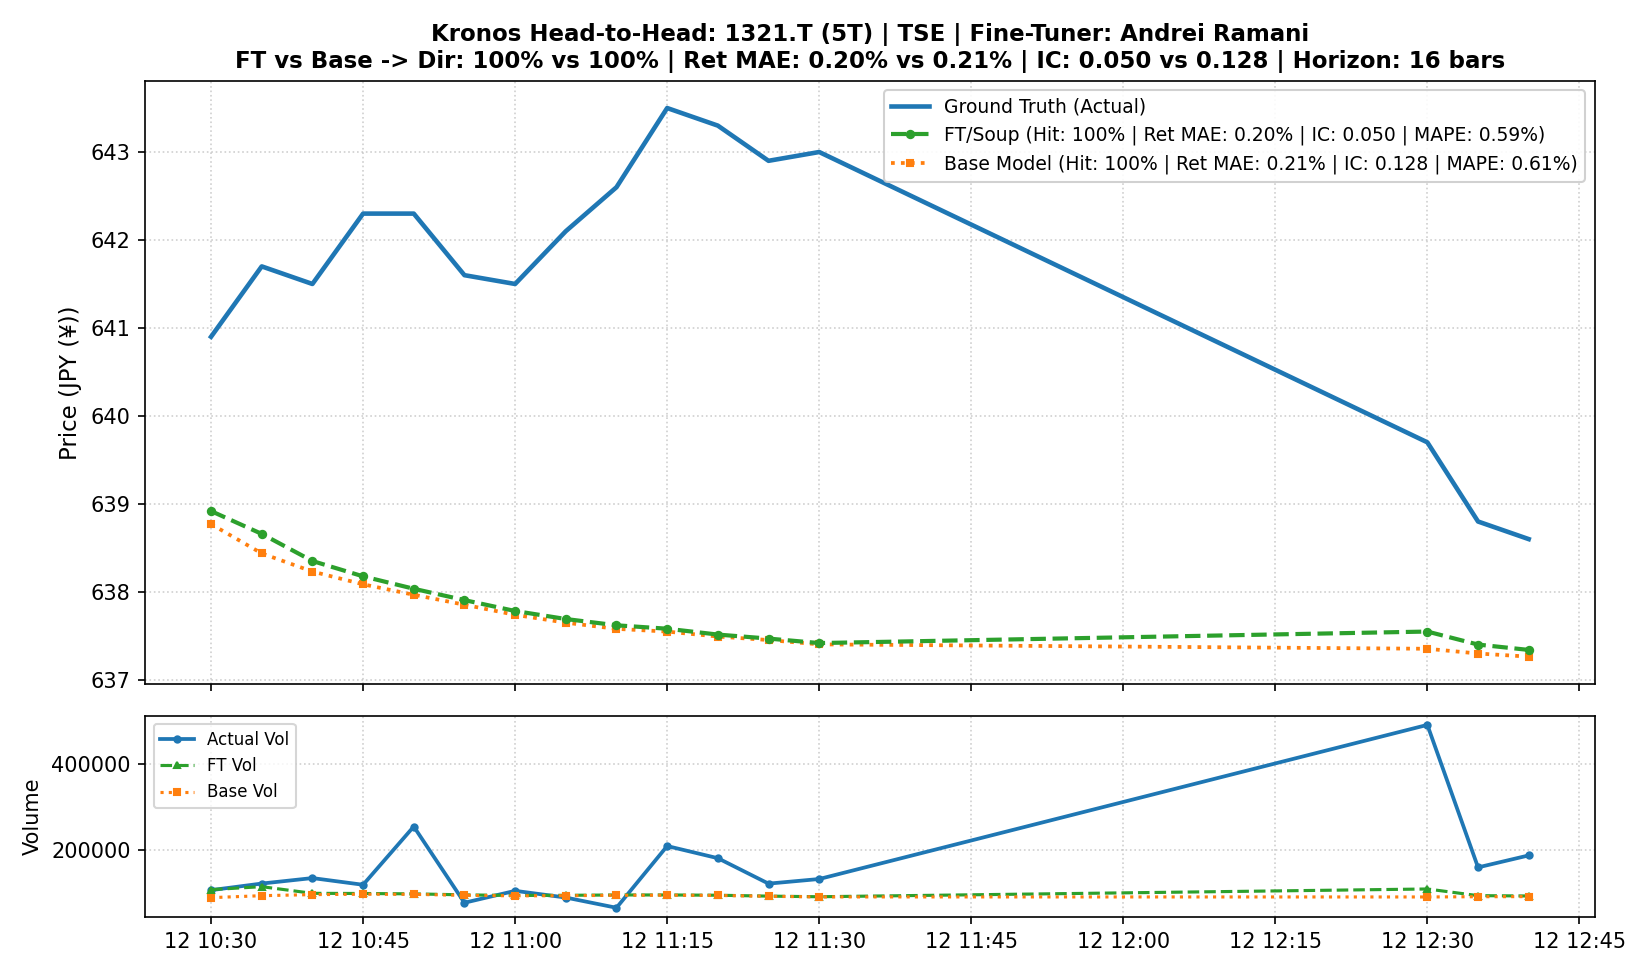 Kronos Head-to-Head: 1321.T (5T) | TSE | Fine-Tuner: Andrei Ramani
FT vs Base -> Dir: 100% vs 100% | Ret MAE: 0.20% vs 0.21% | IC: 0.050 vs 0.128 | Horizon: 16 bars
Ground Truth (Actual)
FT/Soup (Hit: 100% | Ret MAE: 0.20% | IC: 0.050 | MAPE: 0.59%)
Base Model (Hit: 100% | Ret MAE: 0.21% | IC: 0.128 | MAPE: 0.61%)
Price (JPY (¥))
643
642
641
640
639
638
637
Actual Vol
FT Vol
Base Vol
Volume
400000
200000
12 10:30
12 10:45
12 11:00
12 11:15
12 11:30
12 11:45
12 12:00
12 12:15
12 12:30
12 12:45